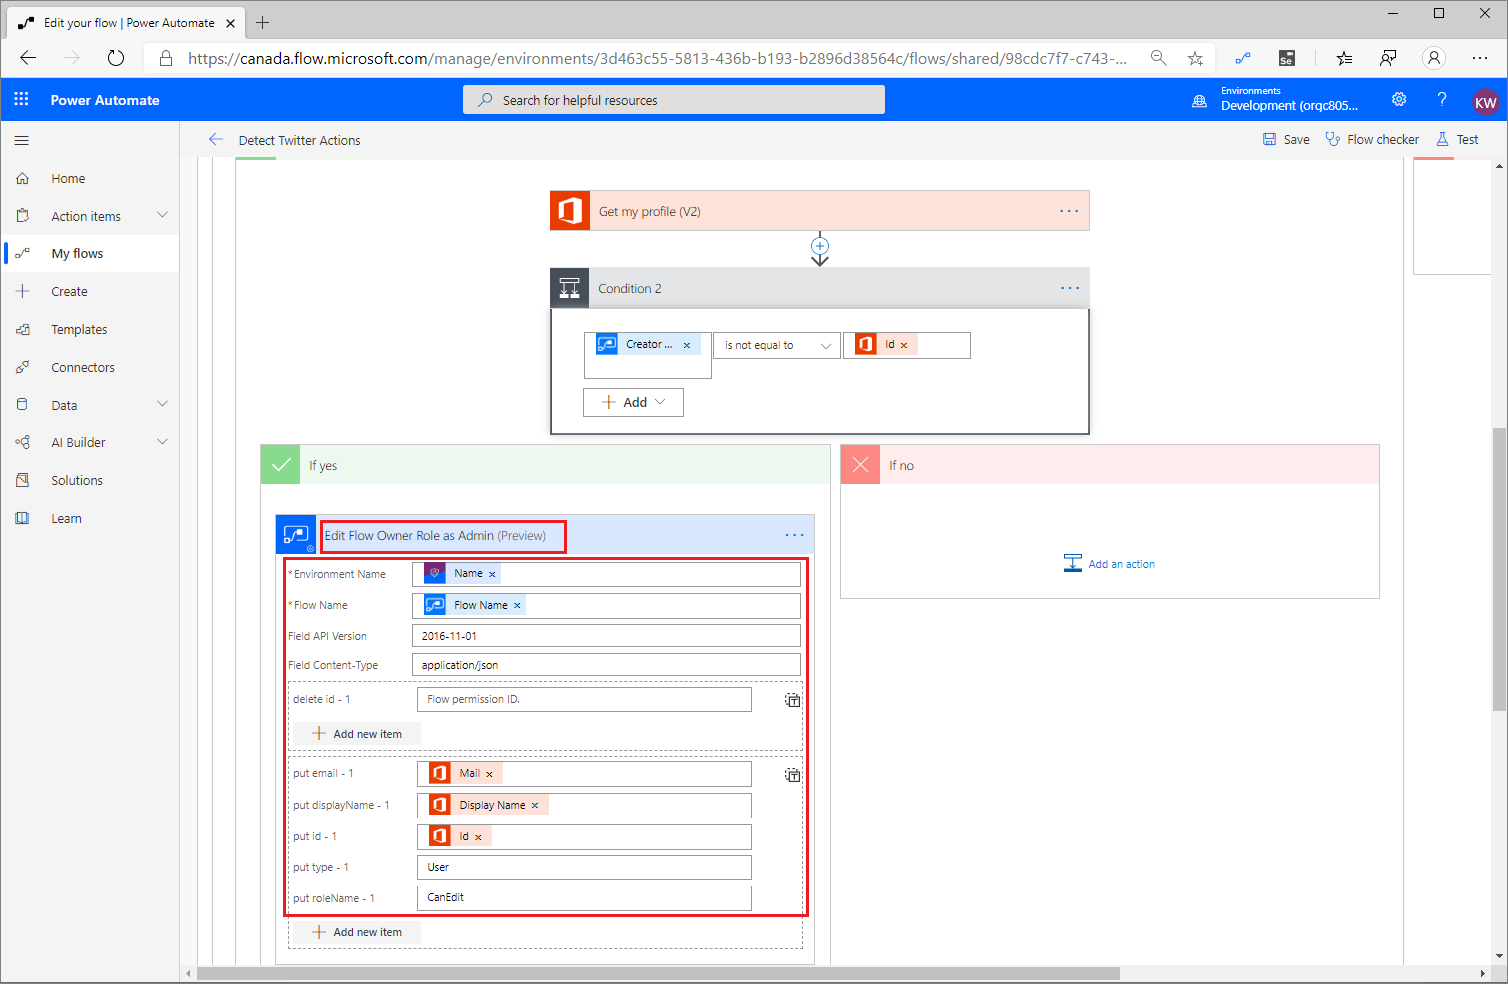 Edit your flow | Power Automate
https://canada.flow.microsoft.com/manage/environments/3d463c55-5813-436b-b193-b2896d38564c/flows/shared/98cdc7f7-c743-...
Se
Power Automate
Search for helpful resources
Environments
Development (orgc805...
?
KW
Detect Twitter Actions
Save
Flow checker
Test
Home
Action items
My flows
Create
Templates
Connectors
Data
AI Builder
Solutions
Learn
Get my profile (V2)
Condition 2
Creator ... ×
is not equal to
Id ×
Add
If yes
If no
Add an action
Edit Flow Owner Role as Admin (Preview)
*Environment Name
Name ×
*Flow Name
Flow Name ×
Field API Version
2016-11-01
Field Content-Type
application/json
delete id - 1
Flow permission ID.
Add new item
put email - 1
Mail ×
put displayName - 1
Display Name ×
put id - 1
Id ×
put type - 1
User
put roleName - 1
CanEdit
Add new item